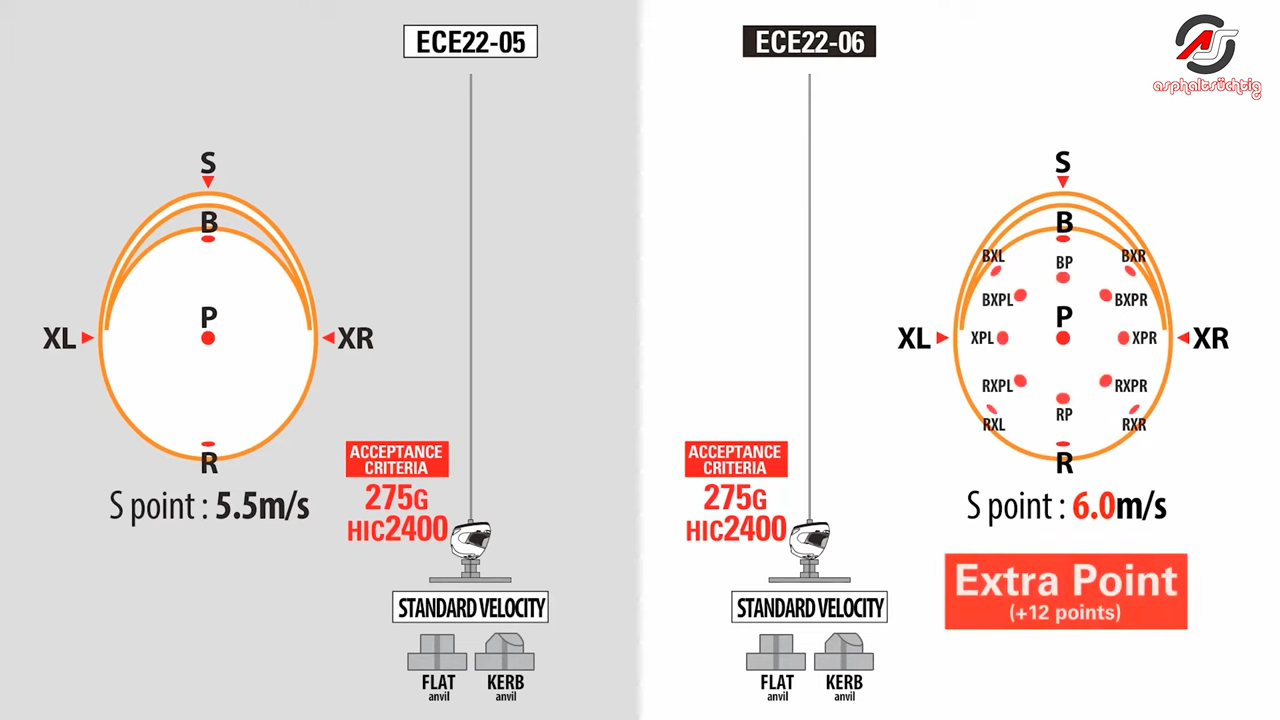 ECE22-05
S
B
P
XL
XR
R
S point : 5.5m/s
ACCEPTANCE
CRITERIA
275G
HIC2400
STANDARD VELOCITY
FLAT
anvil
KERB
anvil
ECE22-06
AS
asphaltsüchtig
S
B
BXL
BP
BXR
BXPL
P
BXPR
XL
XPL
XPR
XR
RXPL
RXPR
RP
RXL
RXR
R
S point : 6.0m/s
ACCEPTANCE
CRITERIA
275G
HIC2400
Extra Point
(+12 points)
STANDARD VELOCITY
FLAT
anvil
KERB
anvil